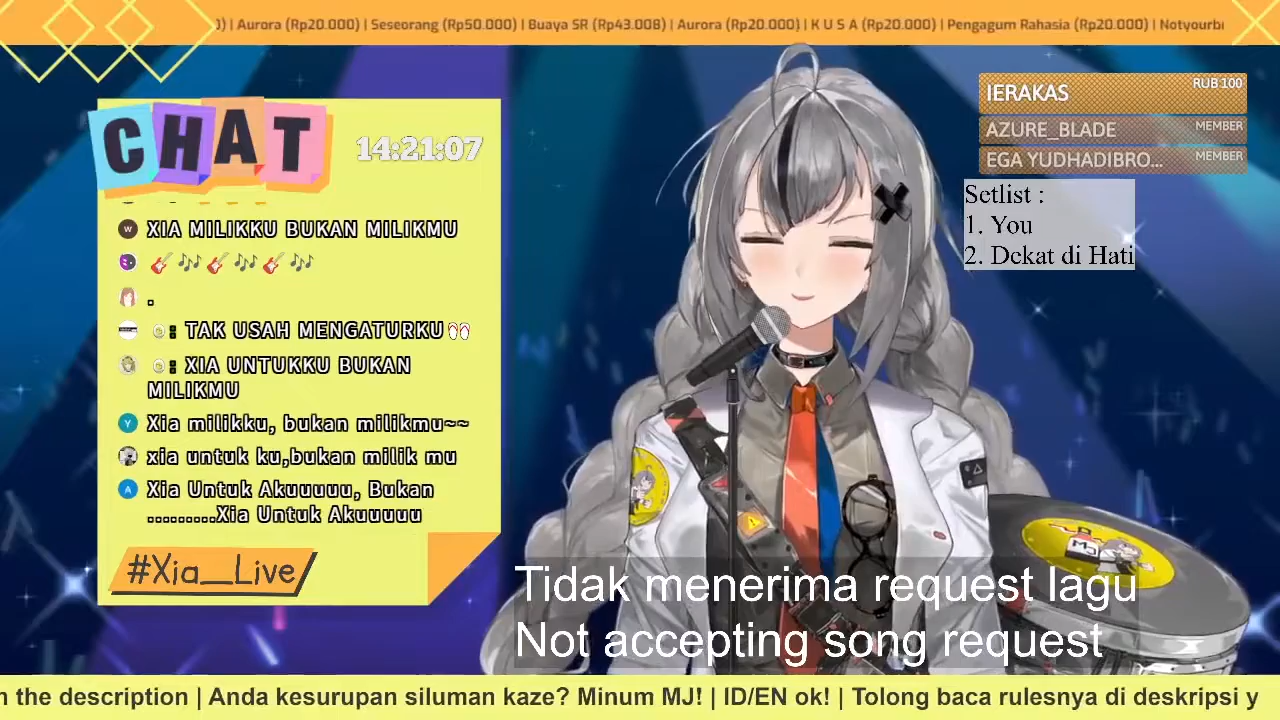 ) | Aurora (Rp20.000) | Seseorang (Rp50.000) | Buaya SR (Rp43.008) | Aurora (Rp20.000) | K U S A (Rp20.000) | Pengagum Rahasia (Rp20.000) | Notyourbi
IERAKAS RUB 100
AZURE_BLADE MEMBER
EGA YUDHADIBRO... MEMBER
Setlist :
1. You
2. Dekat di Hati
CHAT
14:21:07
W XIA MILIKKU BUKAN MILIKMU
🎸🎶🎸🎶🎸🎶
.
: TAK USAH MENGATURKU🩴
: XIA UNTUKKU BUKAN
MILIKMU
Y Xia milikku, bukan milikmu~~
xia untuk ku,bukan milik mu
A Xia Untuk Akuuuuu, Bukan
.........Xia Untuk Akuuuuu
#Xia_Live
MJ
Tidak menerima request lagu
Not accepting song request
n the description | Anda kesurupan siluman kaze? Minum MJ! | ID/EN ok! | Tolong baca rulesnya di deskripsi y